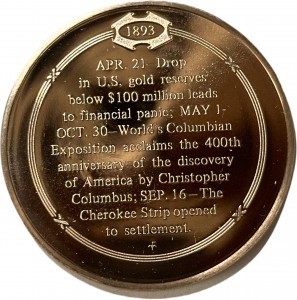 1893
APR. 21 Drop
in U.S. gold reserves
below $100 million leads
to financial panic; MAY 1-
OCT. 30—World's Columbian
Exposition acclaims the 400th
anniversary of the discovery
of America by Christopher
Columbus; SEP. 16—The
Cherokee Strip opened
to settlement.